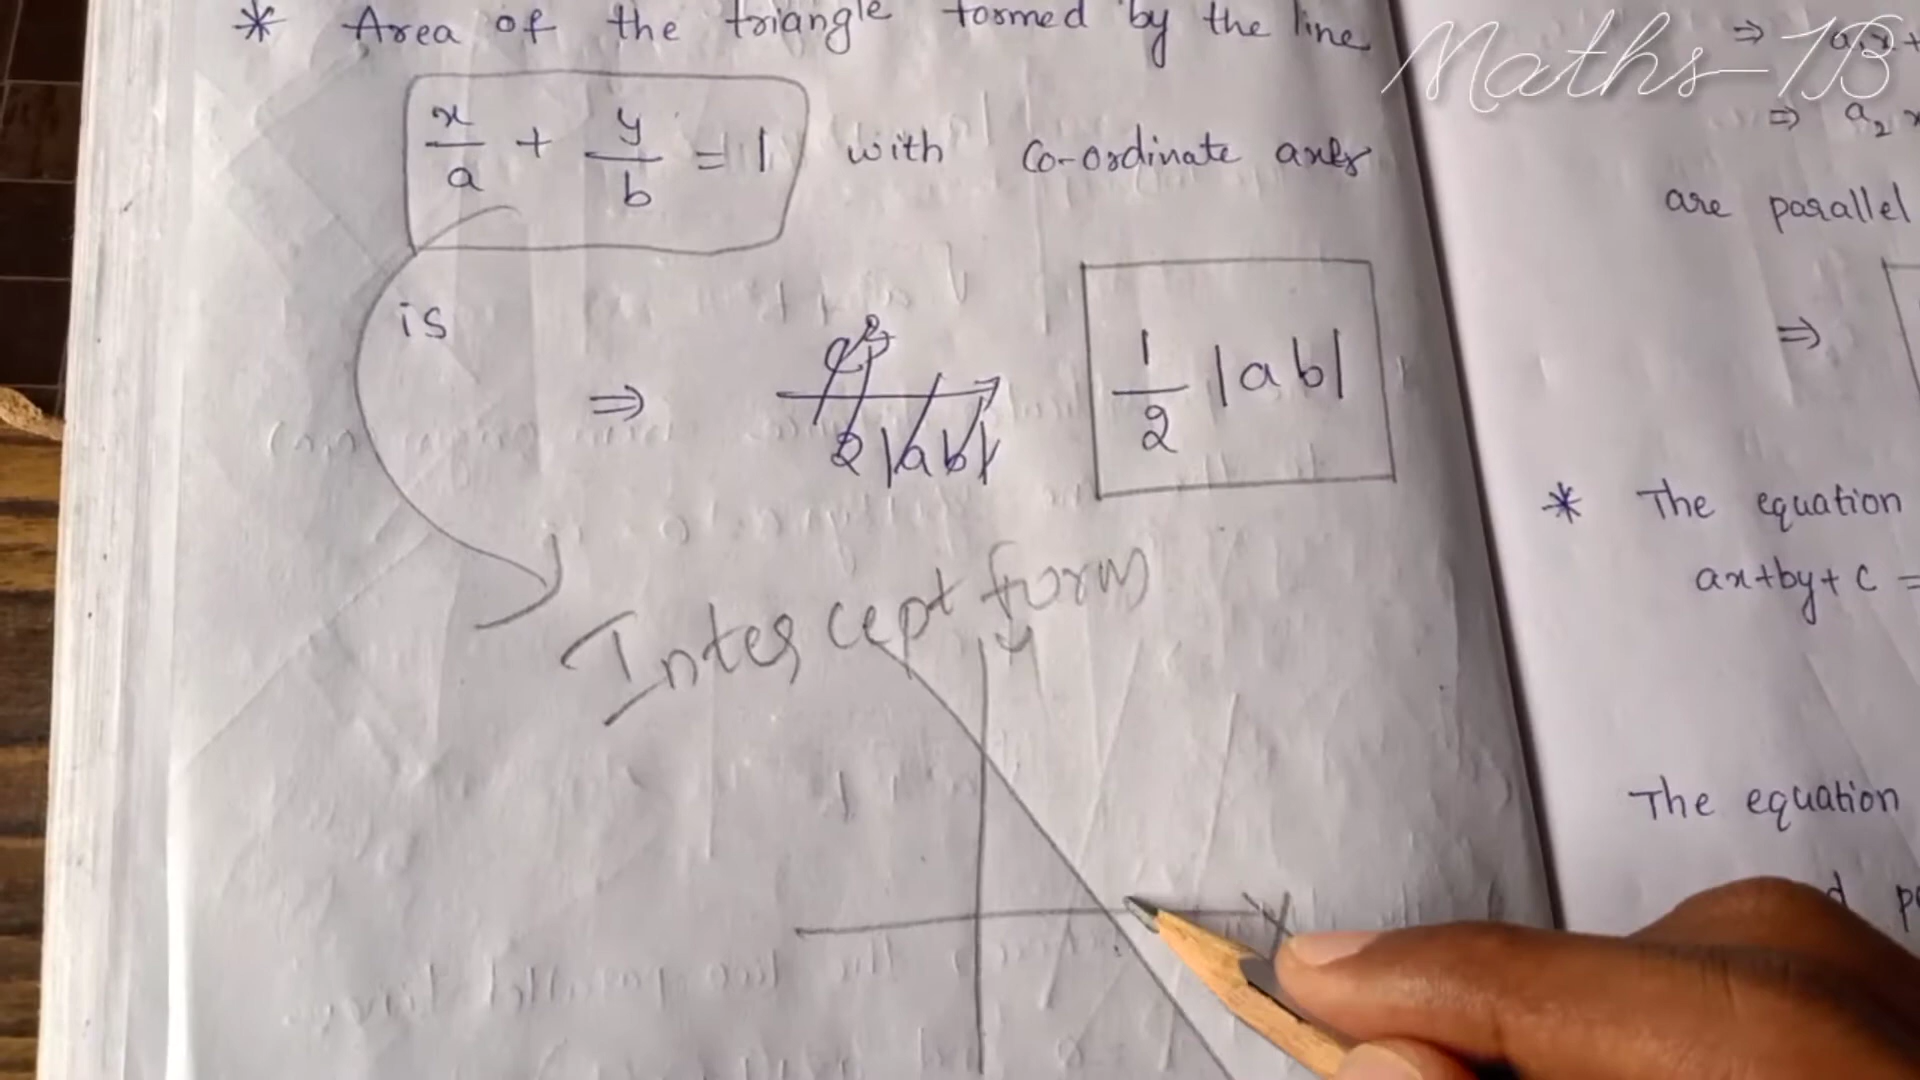 * Area of the triangle formed by the line
x/a + y/b = 1 with Co-ordinate axes
is
⇒ 1/2 |ab|
Intercept form
Maths-1B
⇒
⇒ a₂
are parallel
⇒
* The equation
ax+by+c =
The equation